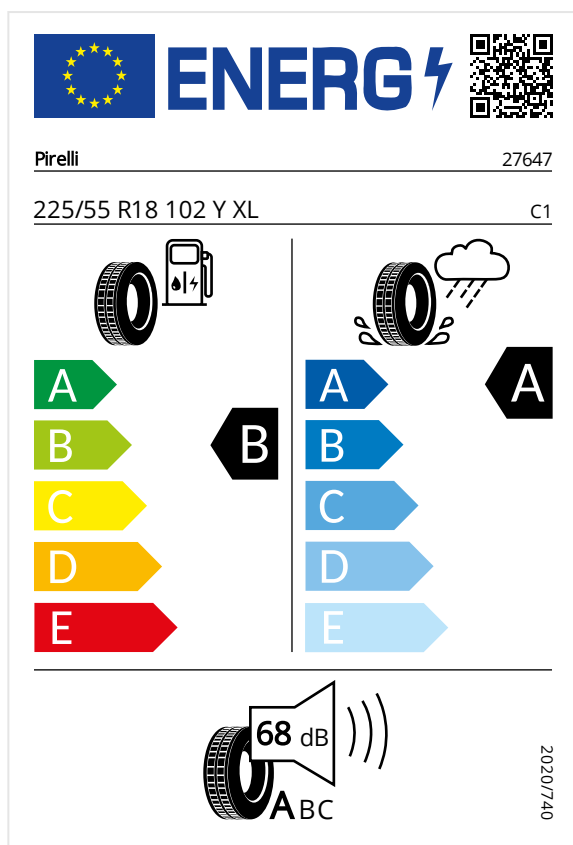 ENERG
Pirelli 27647
225/55 R18 102 Y XL C1
A A A
B B B
C C
D D
E E
68 dB
ABC
2020/740